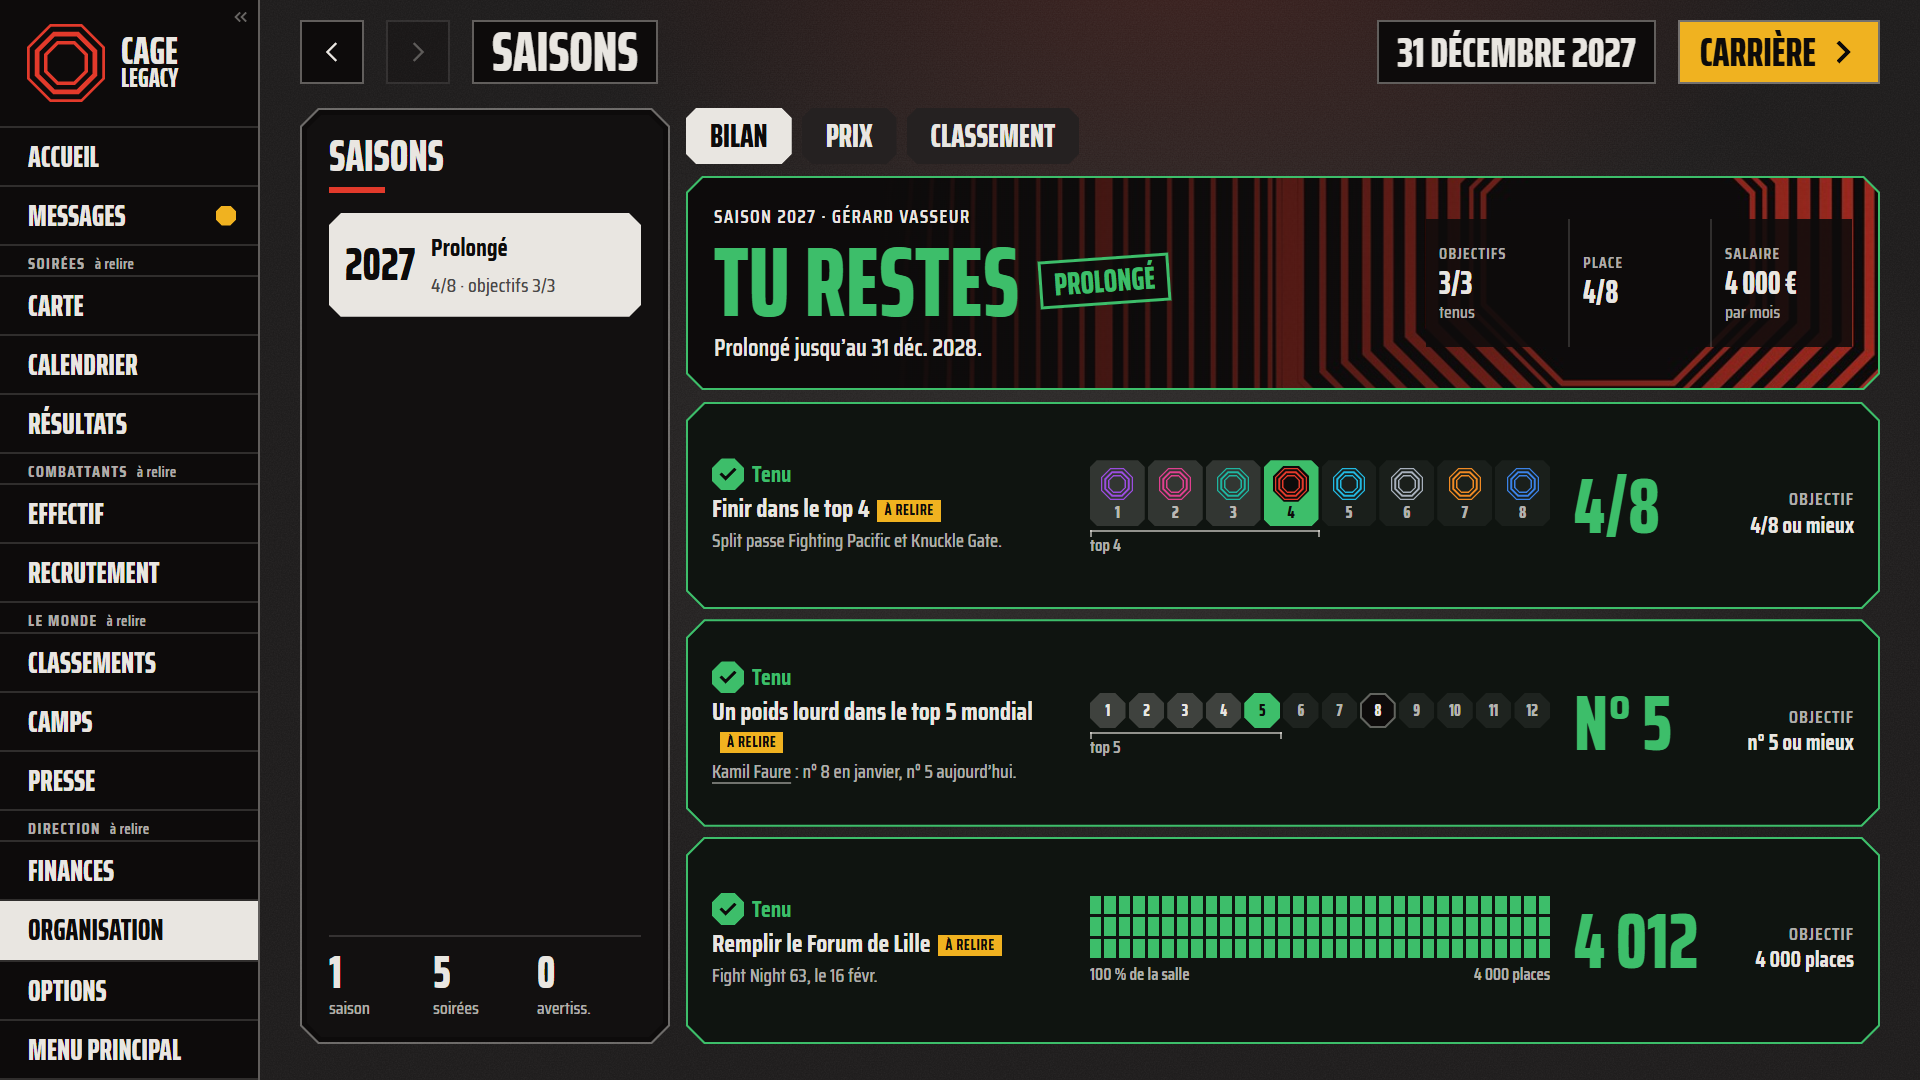 CAGE
LEGACY
«
ACCUEIL
MESSAGES
SOIRÉES à relire
CARTE
CALENDRIER
RÉSULTATS
COMBATTANTS à relire
EFFECTIF
RECRUTEMENT
LE MONDE à relire
CLASSEMENTS
CAMPS
PRESSE
DIRECTION à relire
FINANCES
ORGANISATION
OPTIONS
MENU PRINCIPAL
SAISONS
31 DÉCEMBRE 2027
CARRIÈRE
SAISONS
2027
Prolongé
4/8 · objectifs 3/3
1 saison
5 soirées
0 avertiss.
BILAN
PRIX
CLASSEMENT
SAISON 2027 · GÉRARD VASSEUR
TU RESTES
PROLONGÉ
Prolongé jusqu’au 31 déc. 2028.
OBJECTIFS
3/3
tenus
PLACE
4/8
SALAIRE
4 000 €
par mois
Tenu
Finir dans le top 4 À RELIRE
Split passe Fighting Pacific et Knuckle Gate.
1 2 3 4 5 6 7 8
top 4
4/8
OBJECTIF
4/8 ou mieux
Tenu
Un poids lourd dans le top 5 mondial
À RELIRE
Kamil Faure : n° 8 en janvier, n° 5 aujourd’hui.
1 2 3 4 5 6 7 8 9 10 11 12
top 5
N° 5
OBJECTIF
n° 5 ou mieux
Tenu
Remplir le Forum de Lille À RELIRE
Fight Night 63, le 16 févr.
100 % de la salle
4 000 places
4 012
OBJECTIF
4 000 places